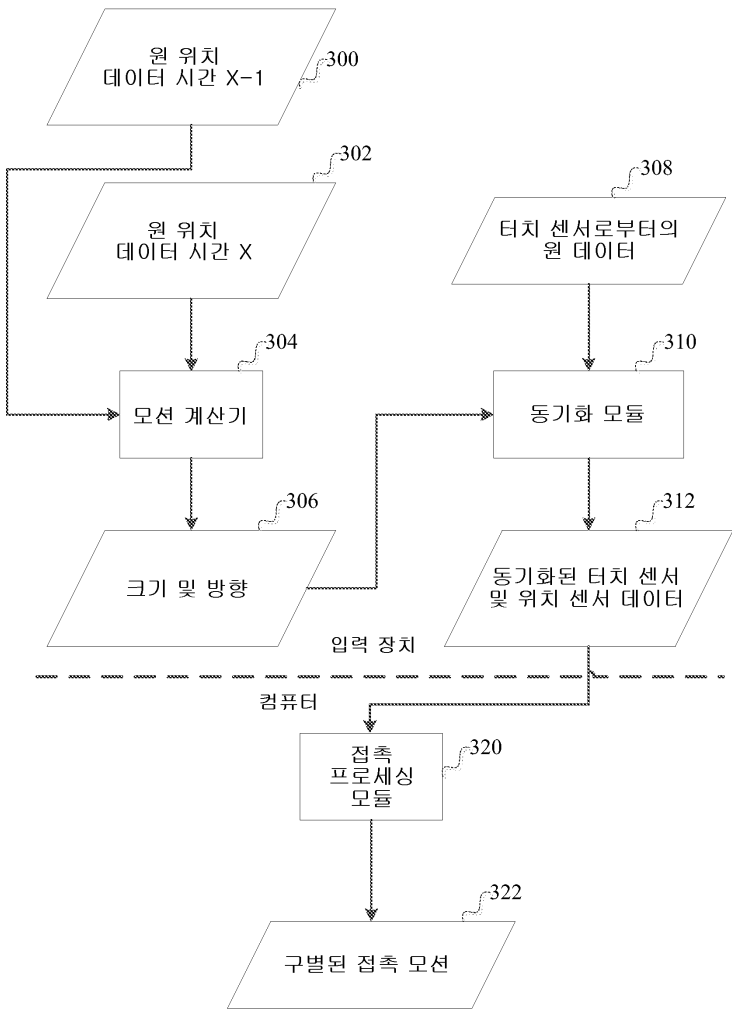 원 위치
데이터 시간 X-1
300
302
원 위치
데이터 시간 X
308
터치 센서로부터의
원 데이터
304
모션 계산기
310
동기화 모듈
306
크기 및 방향
312
동기화된 터치 센서
및 위치 센서 데이터
입력 장치
컴퓨터
접촉
프로세싱
모듈
320
322
구별된 접촉 모션